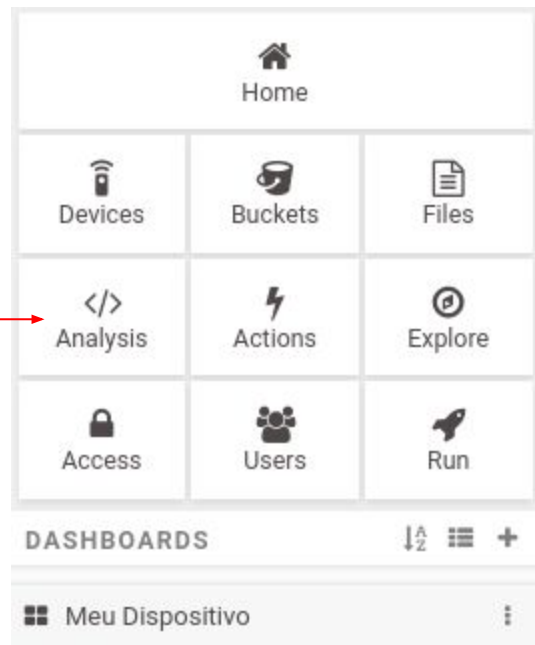 Home
Devices Buckets Files
Analysis Actions Explore
Access Users Run
DASHBOARDS
Meu Dispositivo